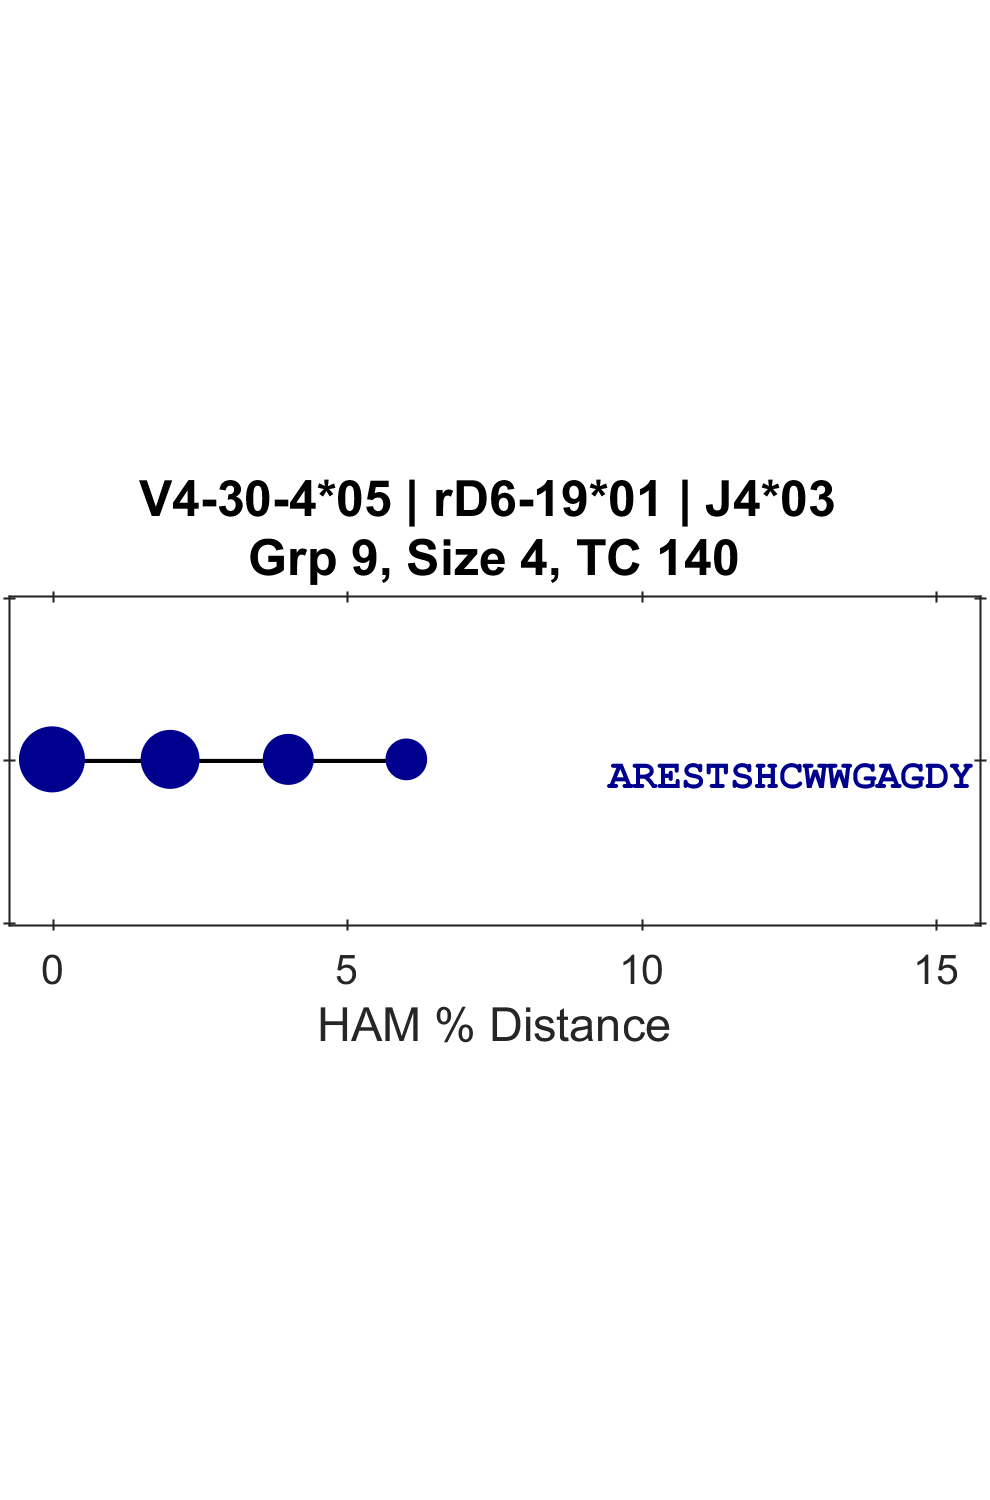 V4-30-4*05 | rD6-19*01 | J4*03
Grp 9, Size 4, TC 140
ARESTSHCWWGAGDY
0 5 10 15
HAM % Distance